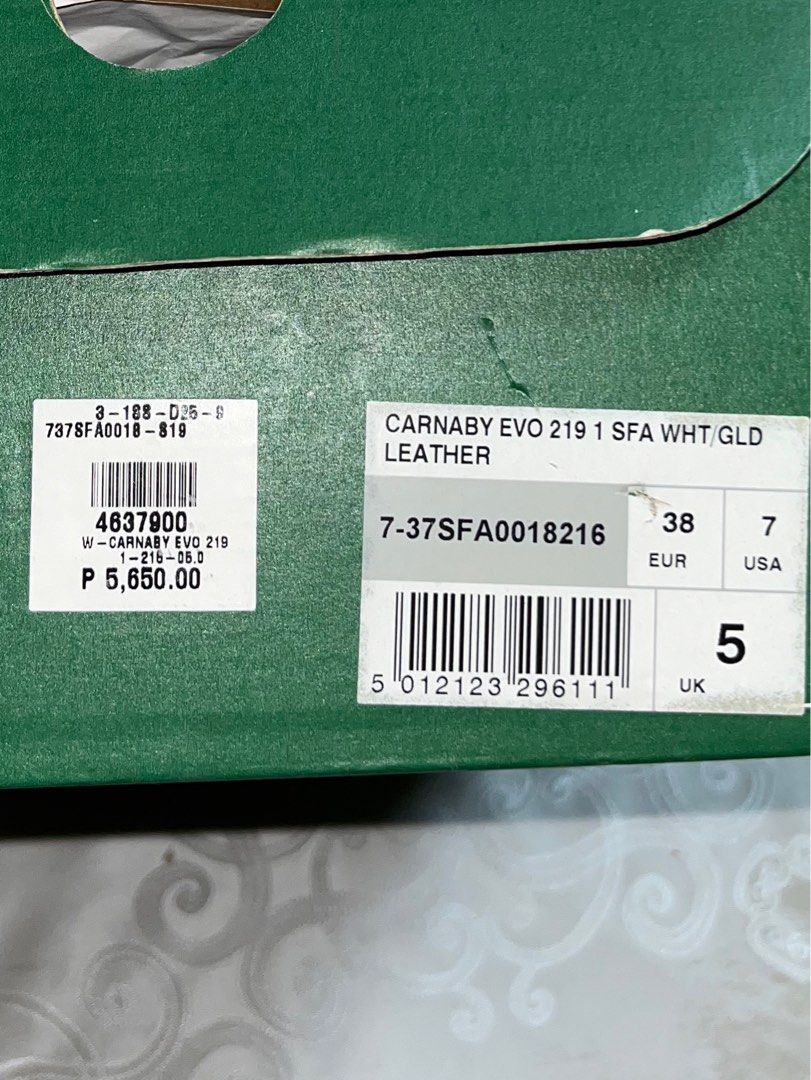 3-188-D25-9
737SFA0018-819
4637900
W-CARNABY EVO 219
1-216-05.0
P 5,650.00
CARNABY EVO 219 1 SFA WHT/GLD
LEATHER
7-37SFA0018216
38
EUR
7
USA
5 012123 296111
5
UK